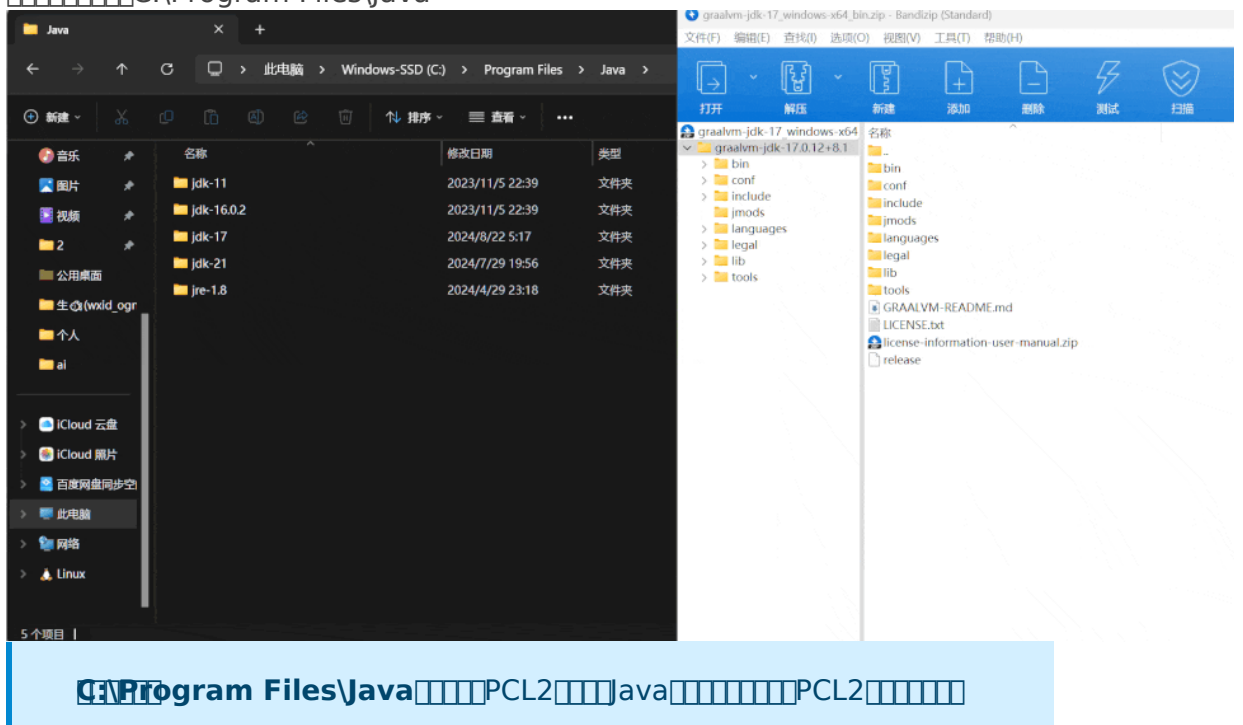 C:\Program Files\Java
Java
此电脑 > Windows-SSD (C:) > Program Files > Java >
新建
排序
查看
音乐
图片
视频
2
公用桌面
(wxid_ogr
个人
ai
iCloud 云盘
iCloud 照片
百度网盘同步空
此电脑
网络
Linux
名称 修改日期 类型
jdk-11 2023/11/5 22:39 文件夹
jdk-16.0.2 2023/11/5 22:39 文件夹
jdk-17 2024/8/22 5:17 文件夹
jdk-21 2024/7/29 19:56 文件夹
jre-1.8 2024/4/29 23:18 文件夹
5 个项目
graalvm-jdk-17_windows-x64_bin.zip - Bandizip (Standard)
文件(F) 编辑(E) 查找(I) 选项(O) 视图(V) 工具(T) 帮助(H)
打开 解压 新建 添加 删除 测试 扫描
graalvm-jdk-17_windows-x64
graalvm-jdk-17.0.12+8.1
bin
conf
include
jmods
languages
legal
lib
tools
名称
..
bin
conf
include
jmods
languages
legal
lib
tools
GRAALVM-README.md
LICENSE.txt
license-information-user-manual.zip
release
C:\Program Files\Java PCL2 Java PCL2